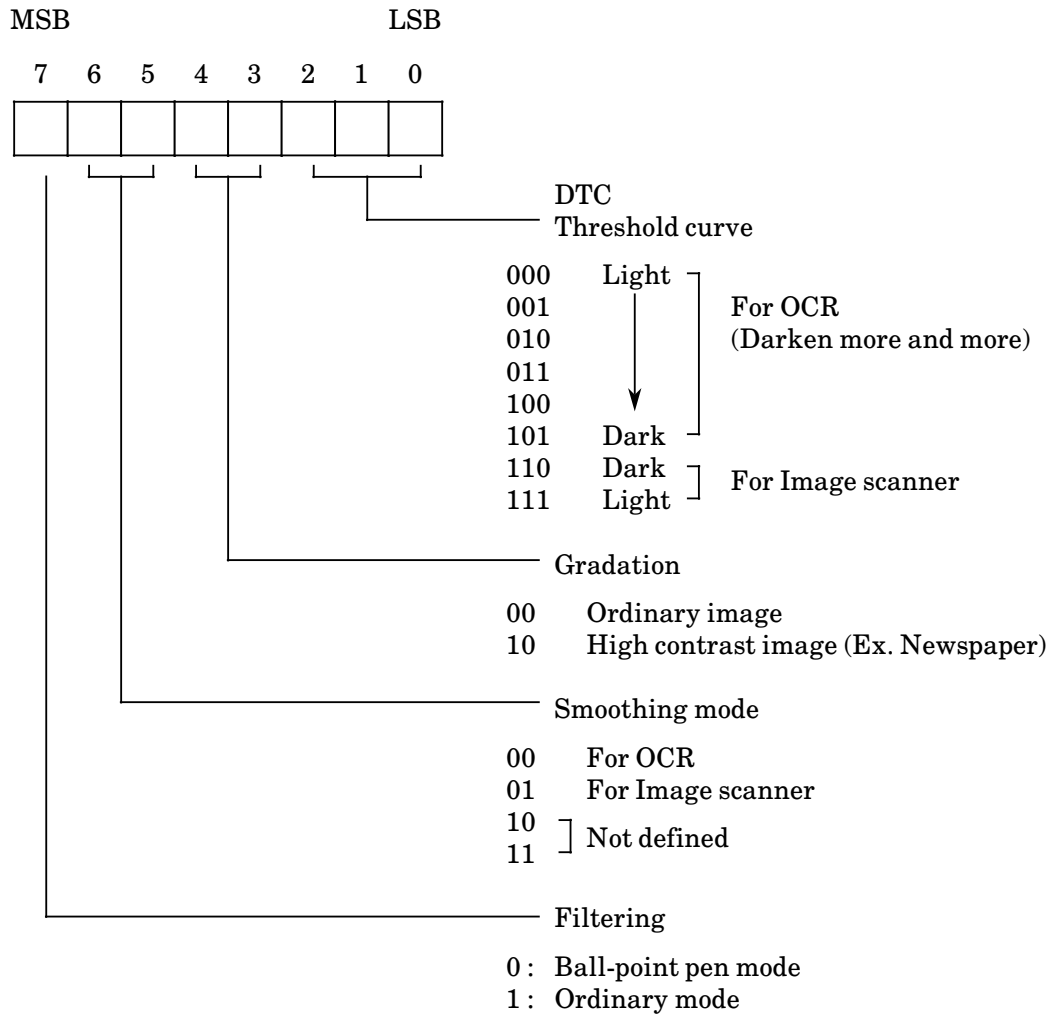 MSB LSB
7 6 5 4 3 2 1 0
DTC
Threshold curve
000 Light
001 For OCR
010 (Darken more and more)
011
100
101 Dark
110 Dark
For Image scanner
111 Light
Gradation
00 Ordinary image
10 High contrast image (Ex. Newspaper)
Smoothing mode
00 For OCR
01 For Image scanner
10
Not defined
11
Filtering
0 : Ball-point pen mode
1 : Ordinary mode